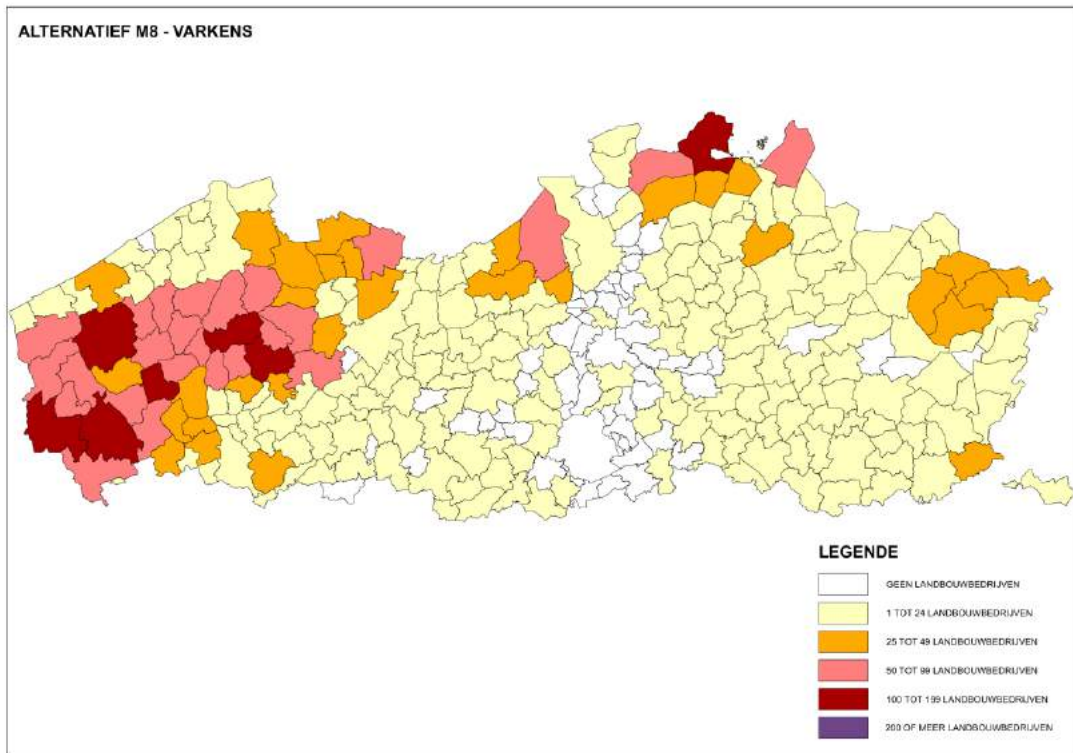 ALTERNATIEF M8 - VARKENS
LEGENDE
GEEN LANDBOUWBEDRIJVEN
1 TOT 24 LANDBOUWBEDRIJVEN
25 TOT 49 LANDBOUWBEDRIJVEN
50 TOT 99 LANDBOUWBEDRIJVEN
100 TOT 199 LANDBOUWBEDRIJVEN
200 OF MEER LANDBOUWBEDRIJVEN